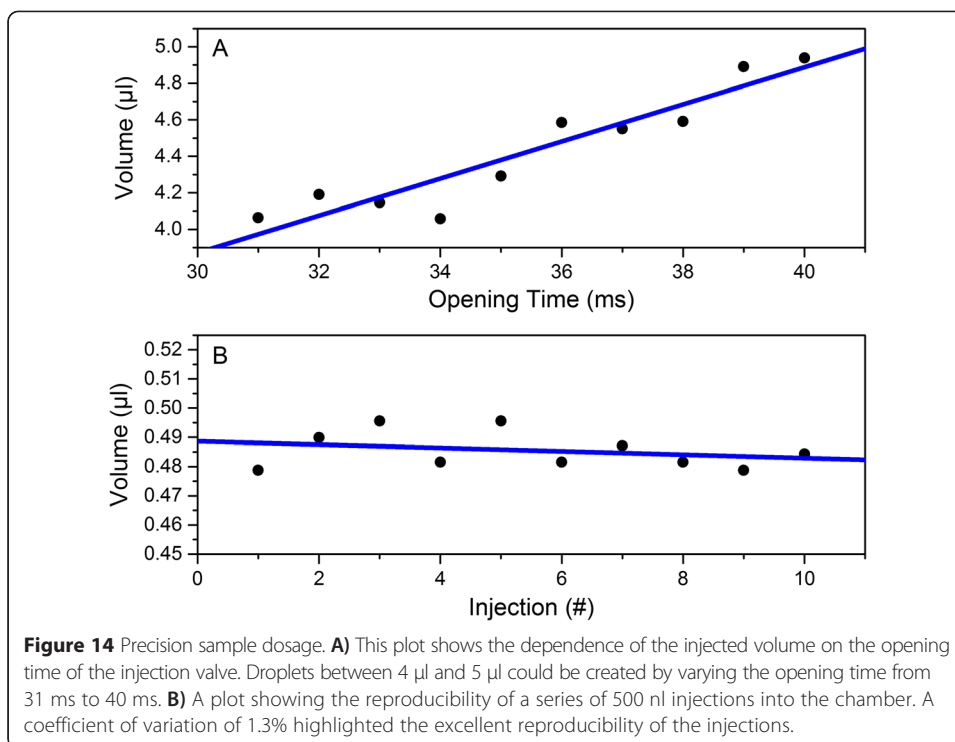 A
Volume (µl)
5.0
4.8
4.6
4.4
4.2
4.0
30 32 34 36 38 40
Opening Time (ms)
B
Volume (µl)
0.52
0.51
0.50
0.49
0.48
0.47
0.46
0.45
0 2 4 6 8 10
Injection (#)
Figure 14 Precision sample dosage. A) This plot shows the dependence of the injected volume on the opening
time of the injection valve. Droplets between 4 µl and 5 µl could be created by varying the opening time from
31 ms to 40 ms. B) A plot showing the reproducibility of a series of 500 nl injections into the chamber. A
coefficient of variation of 1.3% highlighted the excellent reproducibility of the injections.